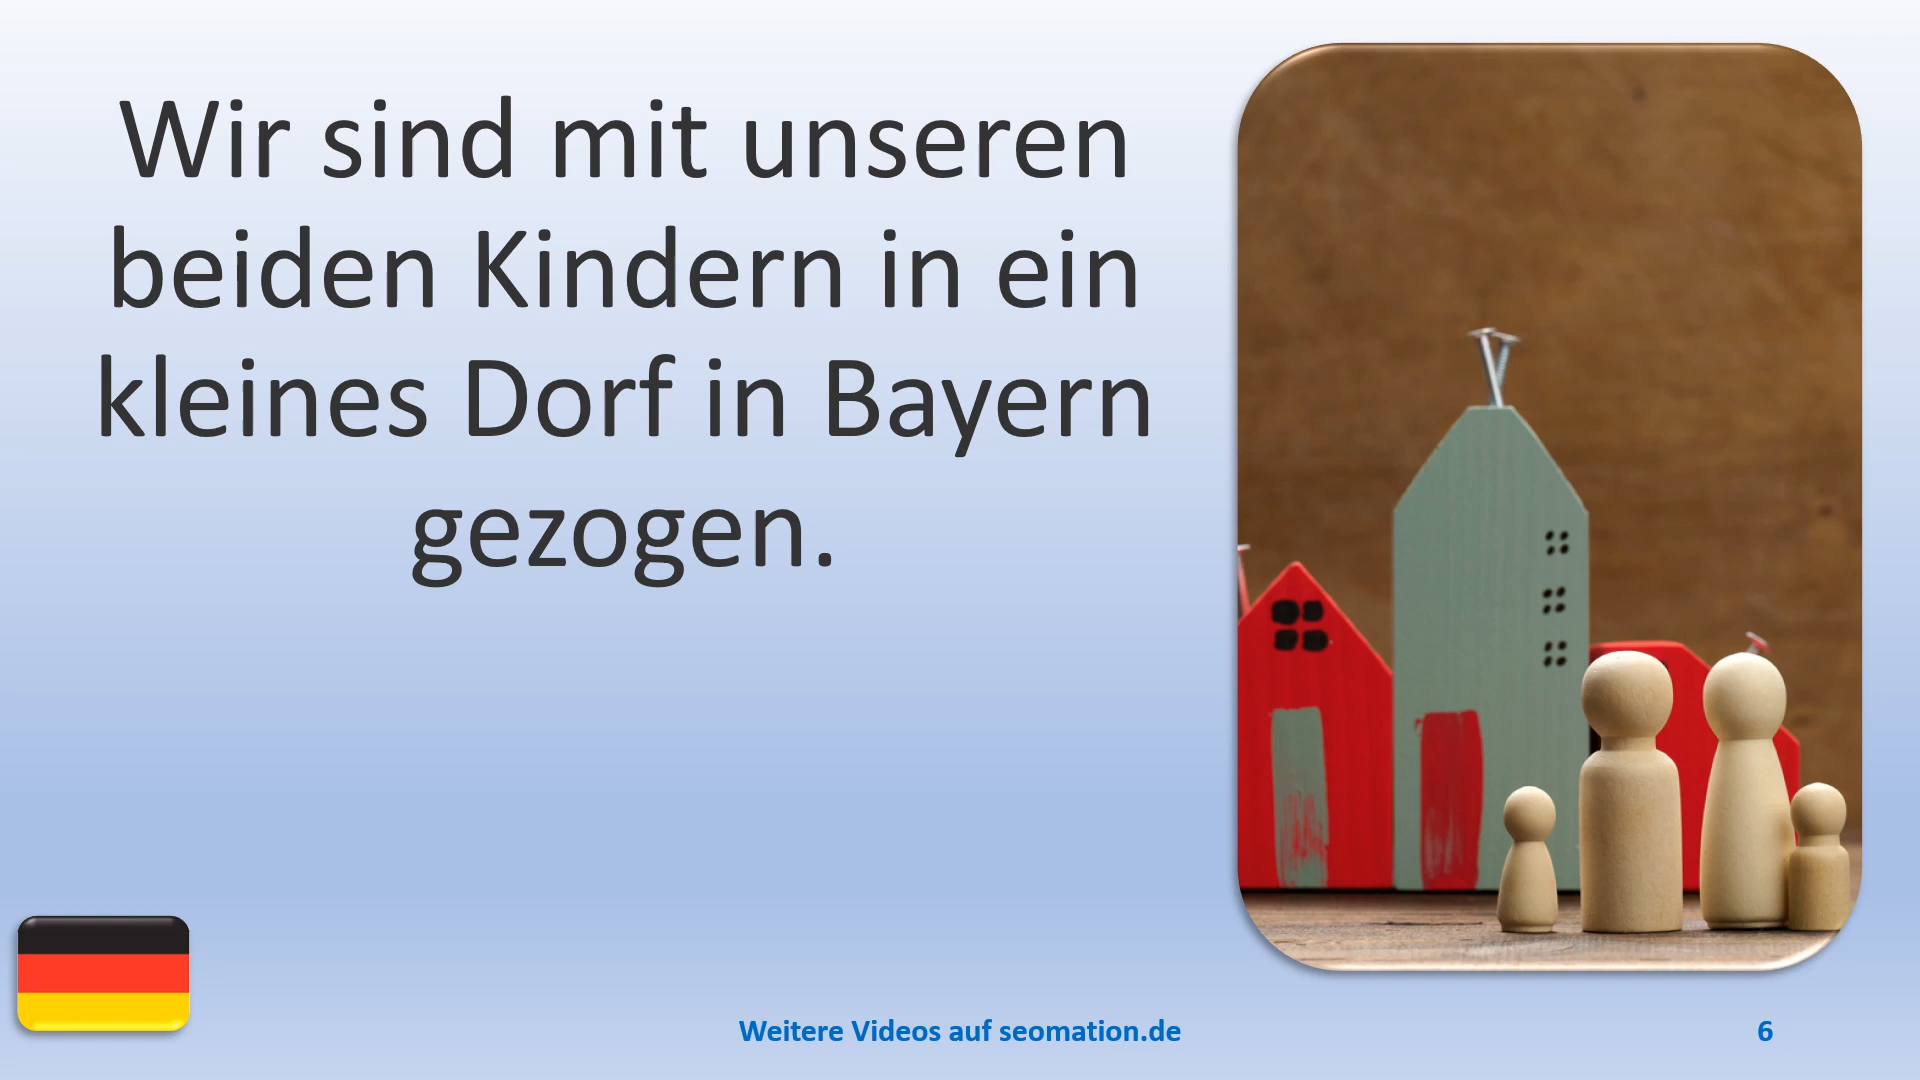 Wir sind mit unseren
beiden Kindern in ein
kleines Dorf in Bayern
gezogen.
Weitere Videos auf seomation.de
6